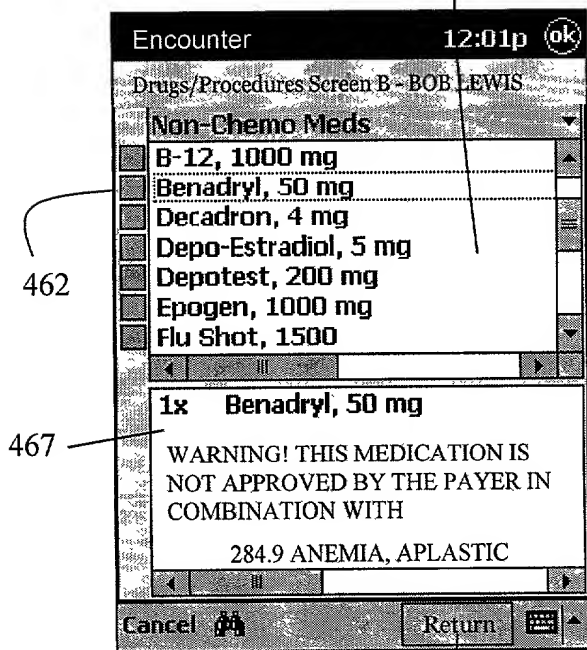 Encounter 12:01p ok
Drugs/Procedures Screen B - BOB LEWIS
Non-Chemo Meds
B-12, 1000 mg
Benadryl, 50 mg
Decadron, 4 mg
Depo-Estradiol, 5 mg
Depotest, 200 mg
Epogen, 1000 mg
Flu Shot, 1500
462
1x Benadryl, 50 mg
467
WARNING! THIS MEDICATION IS
NOT APPROVED BY THE PAYER IN
COMBINATION WITH
284.9 ANEMIA, APLASTIC
Cancel Return